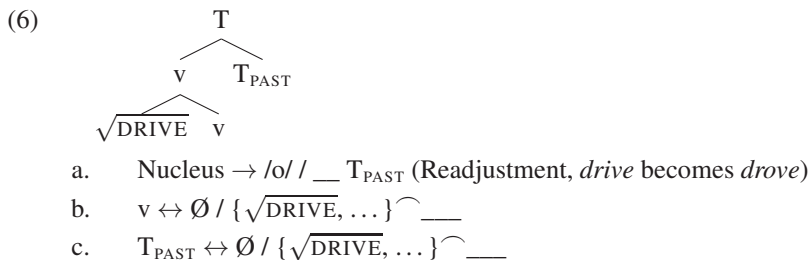 (6)
T
v T_PAST
√DRIVE v
a. Nucleus → /o/ / __ T_PAST (Readjustment, drive becomes drove)
b. v ↔ Ø / {√DRIVE, … }⁀___
c. T_PAST ↔ Ø / {√DRIVE, … }⁀___